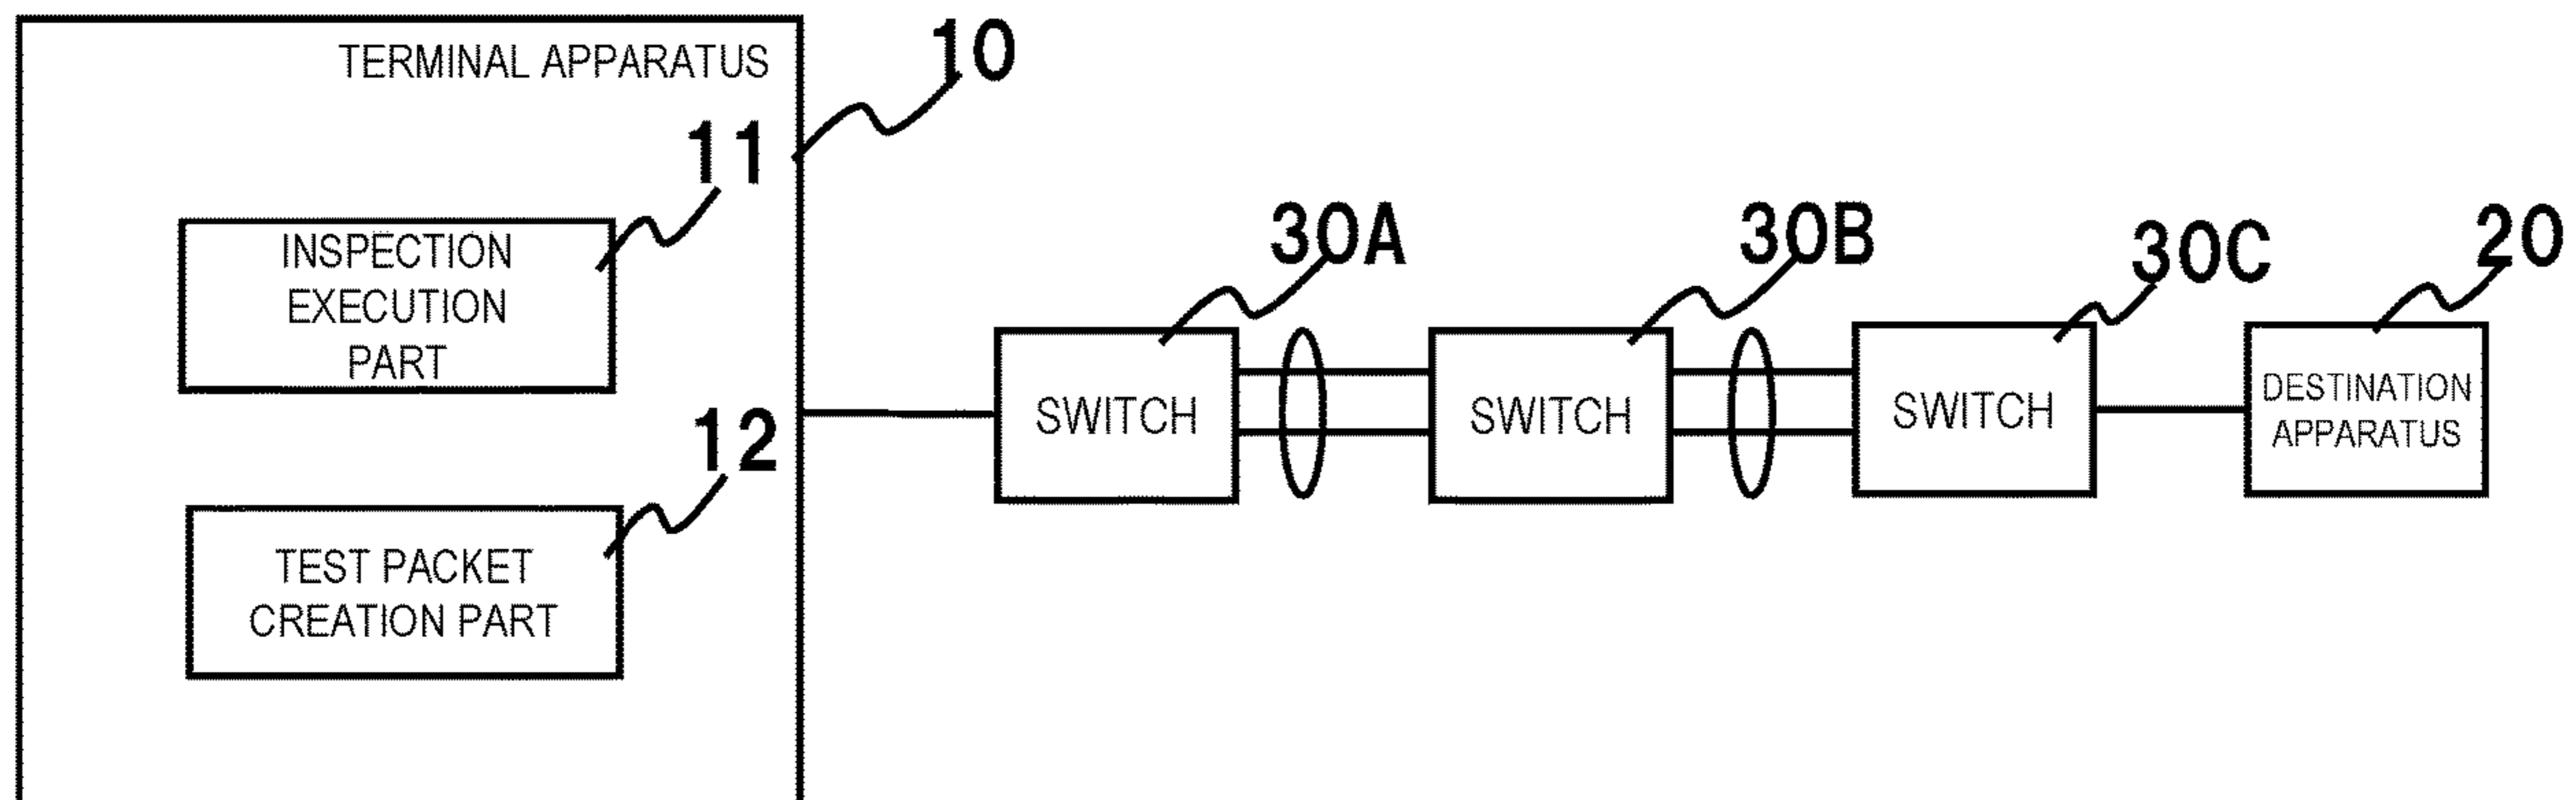 TERMINAL APPARATUS
10
11
INSPECTION
EXECUTION
PART
12
TEST PACKET
CREATION PART
30A
SWITCH
30B
SWITCH
30C
SWITCH
20
DESTINATION
APPARATUS